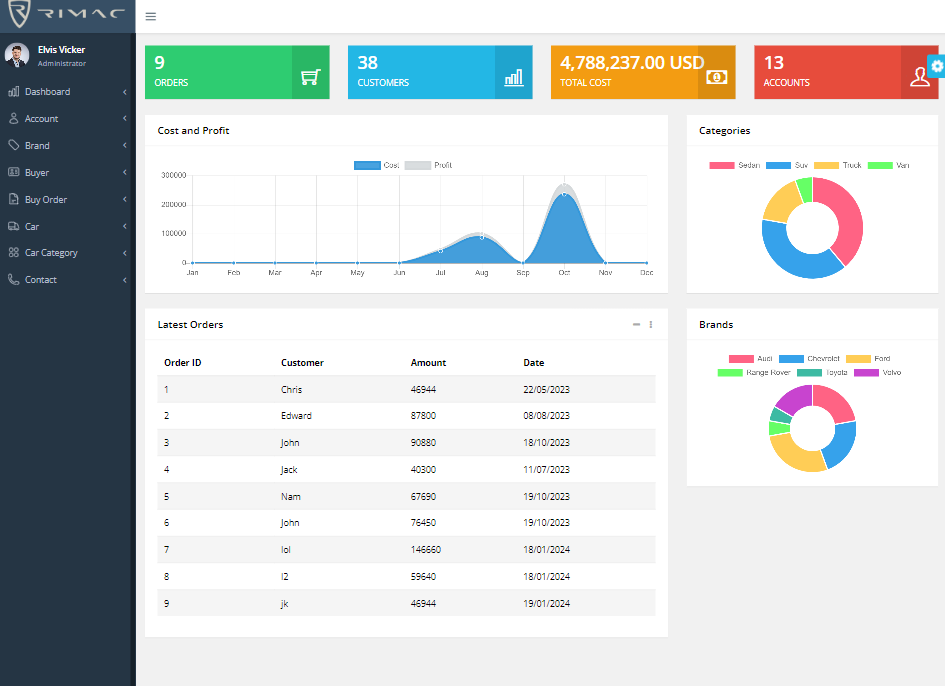 RIMAC
Elvis Vicker
Administrator
Dashboard
Account
Brand
Buyer
Buy Order
Car
Car Category
Contact
9
ORDERS
38
CUSTOMERS
4,788,237.00 USD
TOTAL COST
13
ACCOUNTS
Cost and Profit
Cost Profit
300000
200000
100000
0
Jan Feb Mar Apr May Jun Jul Aug Sep Oct Nov Dec
Categories
Sedan Suv Truck Van
Latest Orders
Order ID Customer Amount Date
1 Chris 46944 22/05/2023
2 Edward 87800 08/08/2023
3 John 90880 18/10/2023
4 Jack 40300 11/07/2023
5 Nam 67690 19/10/2023
6 John 76450 19/10/2023
7 lol 146660 18/01/2024
8 l2 59640 18/01/2024
9 jk 46944 19/01/2024
Brands
Audi Chevrolet Ford
Range Rover Toyota Volvo